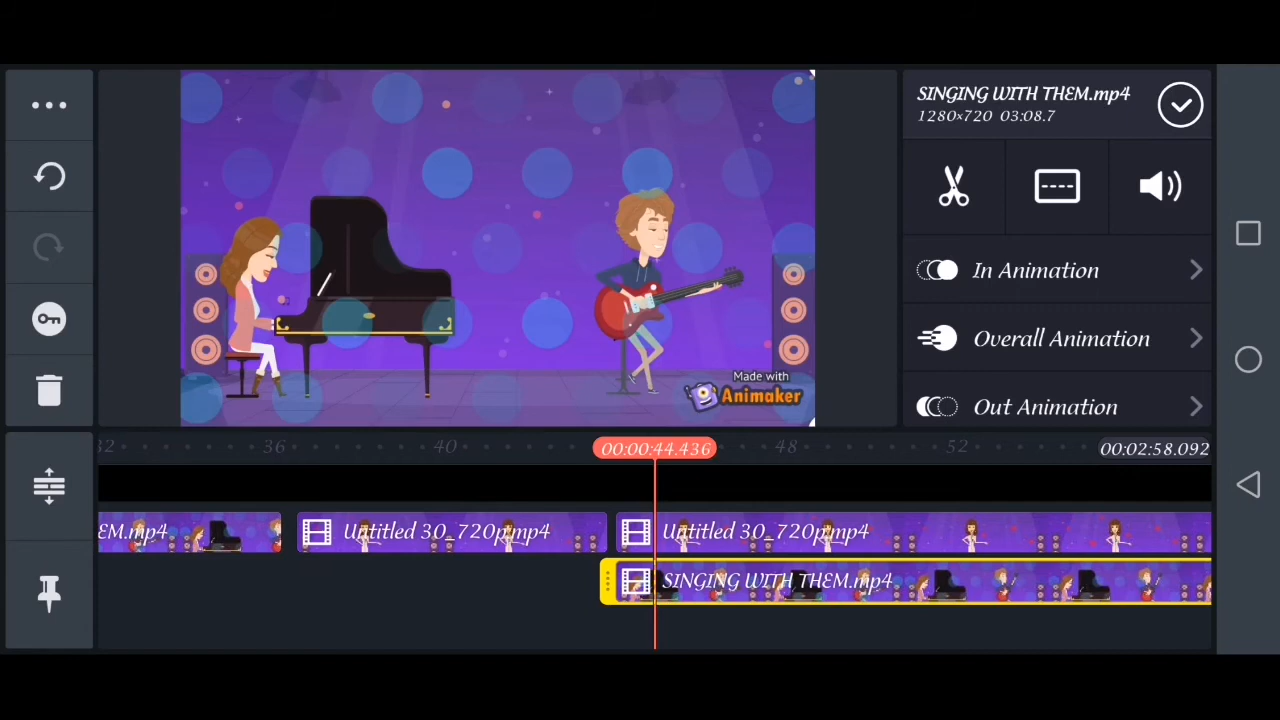 SINGING WITH THEM.mp4
1280×720 03:08.7
In Animation
Overall Animation
Out Animation
Made with
Animaker
32 36 40 00:00:44.436 48 52 00:02:58.092
EM.mp4 Untitled 30_720p.mp4 Untitled 30_720p.mp4
SINGING WITH THEM.mp4